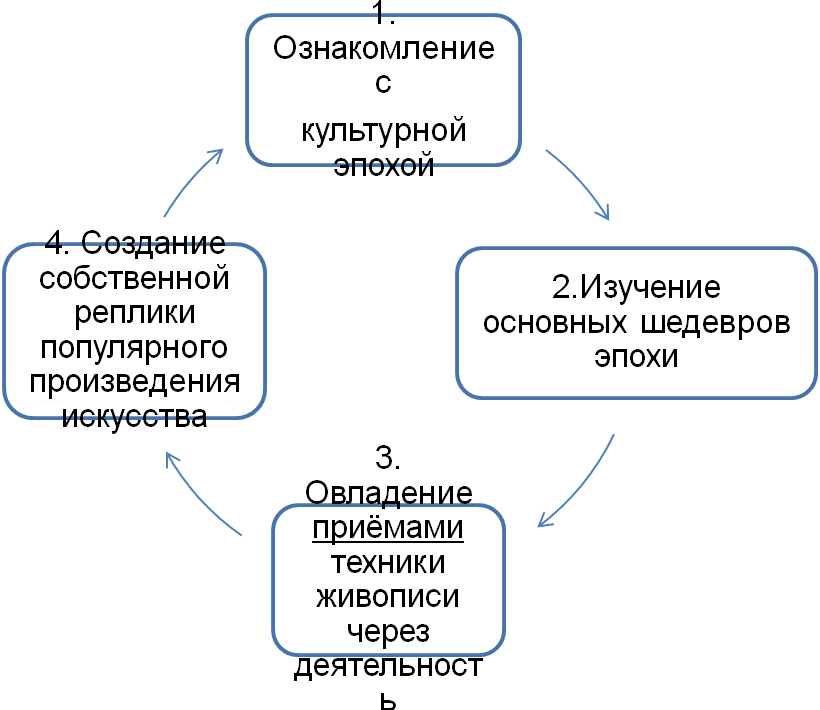 1.
Ознакомление
с
культурной
эпохой
2.Изучение
основных шедевров
эпохи
3.
Овладение
приёмами
техники
живописи
через
деятельност
ь
4. Создание
собственной
реплики
популярного
произведения
искусства